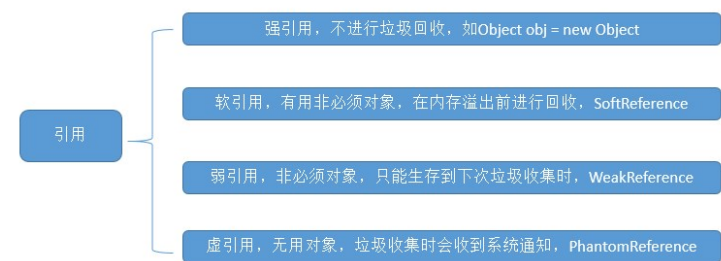 强引用，不进行垃圾回收，如Object obj = new Object
软引用，有用非必须对象，在内存溢出前进行回收，SoftReference
引用
弱引用，非必须对象，只能生存到下次垃圾收集时，WeakReference
虚引用，无用对象，垃圾收集时会收到系统通知，PhantomReference